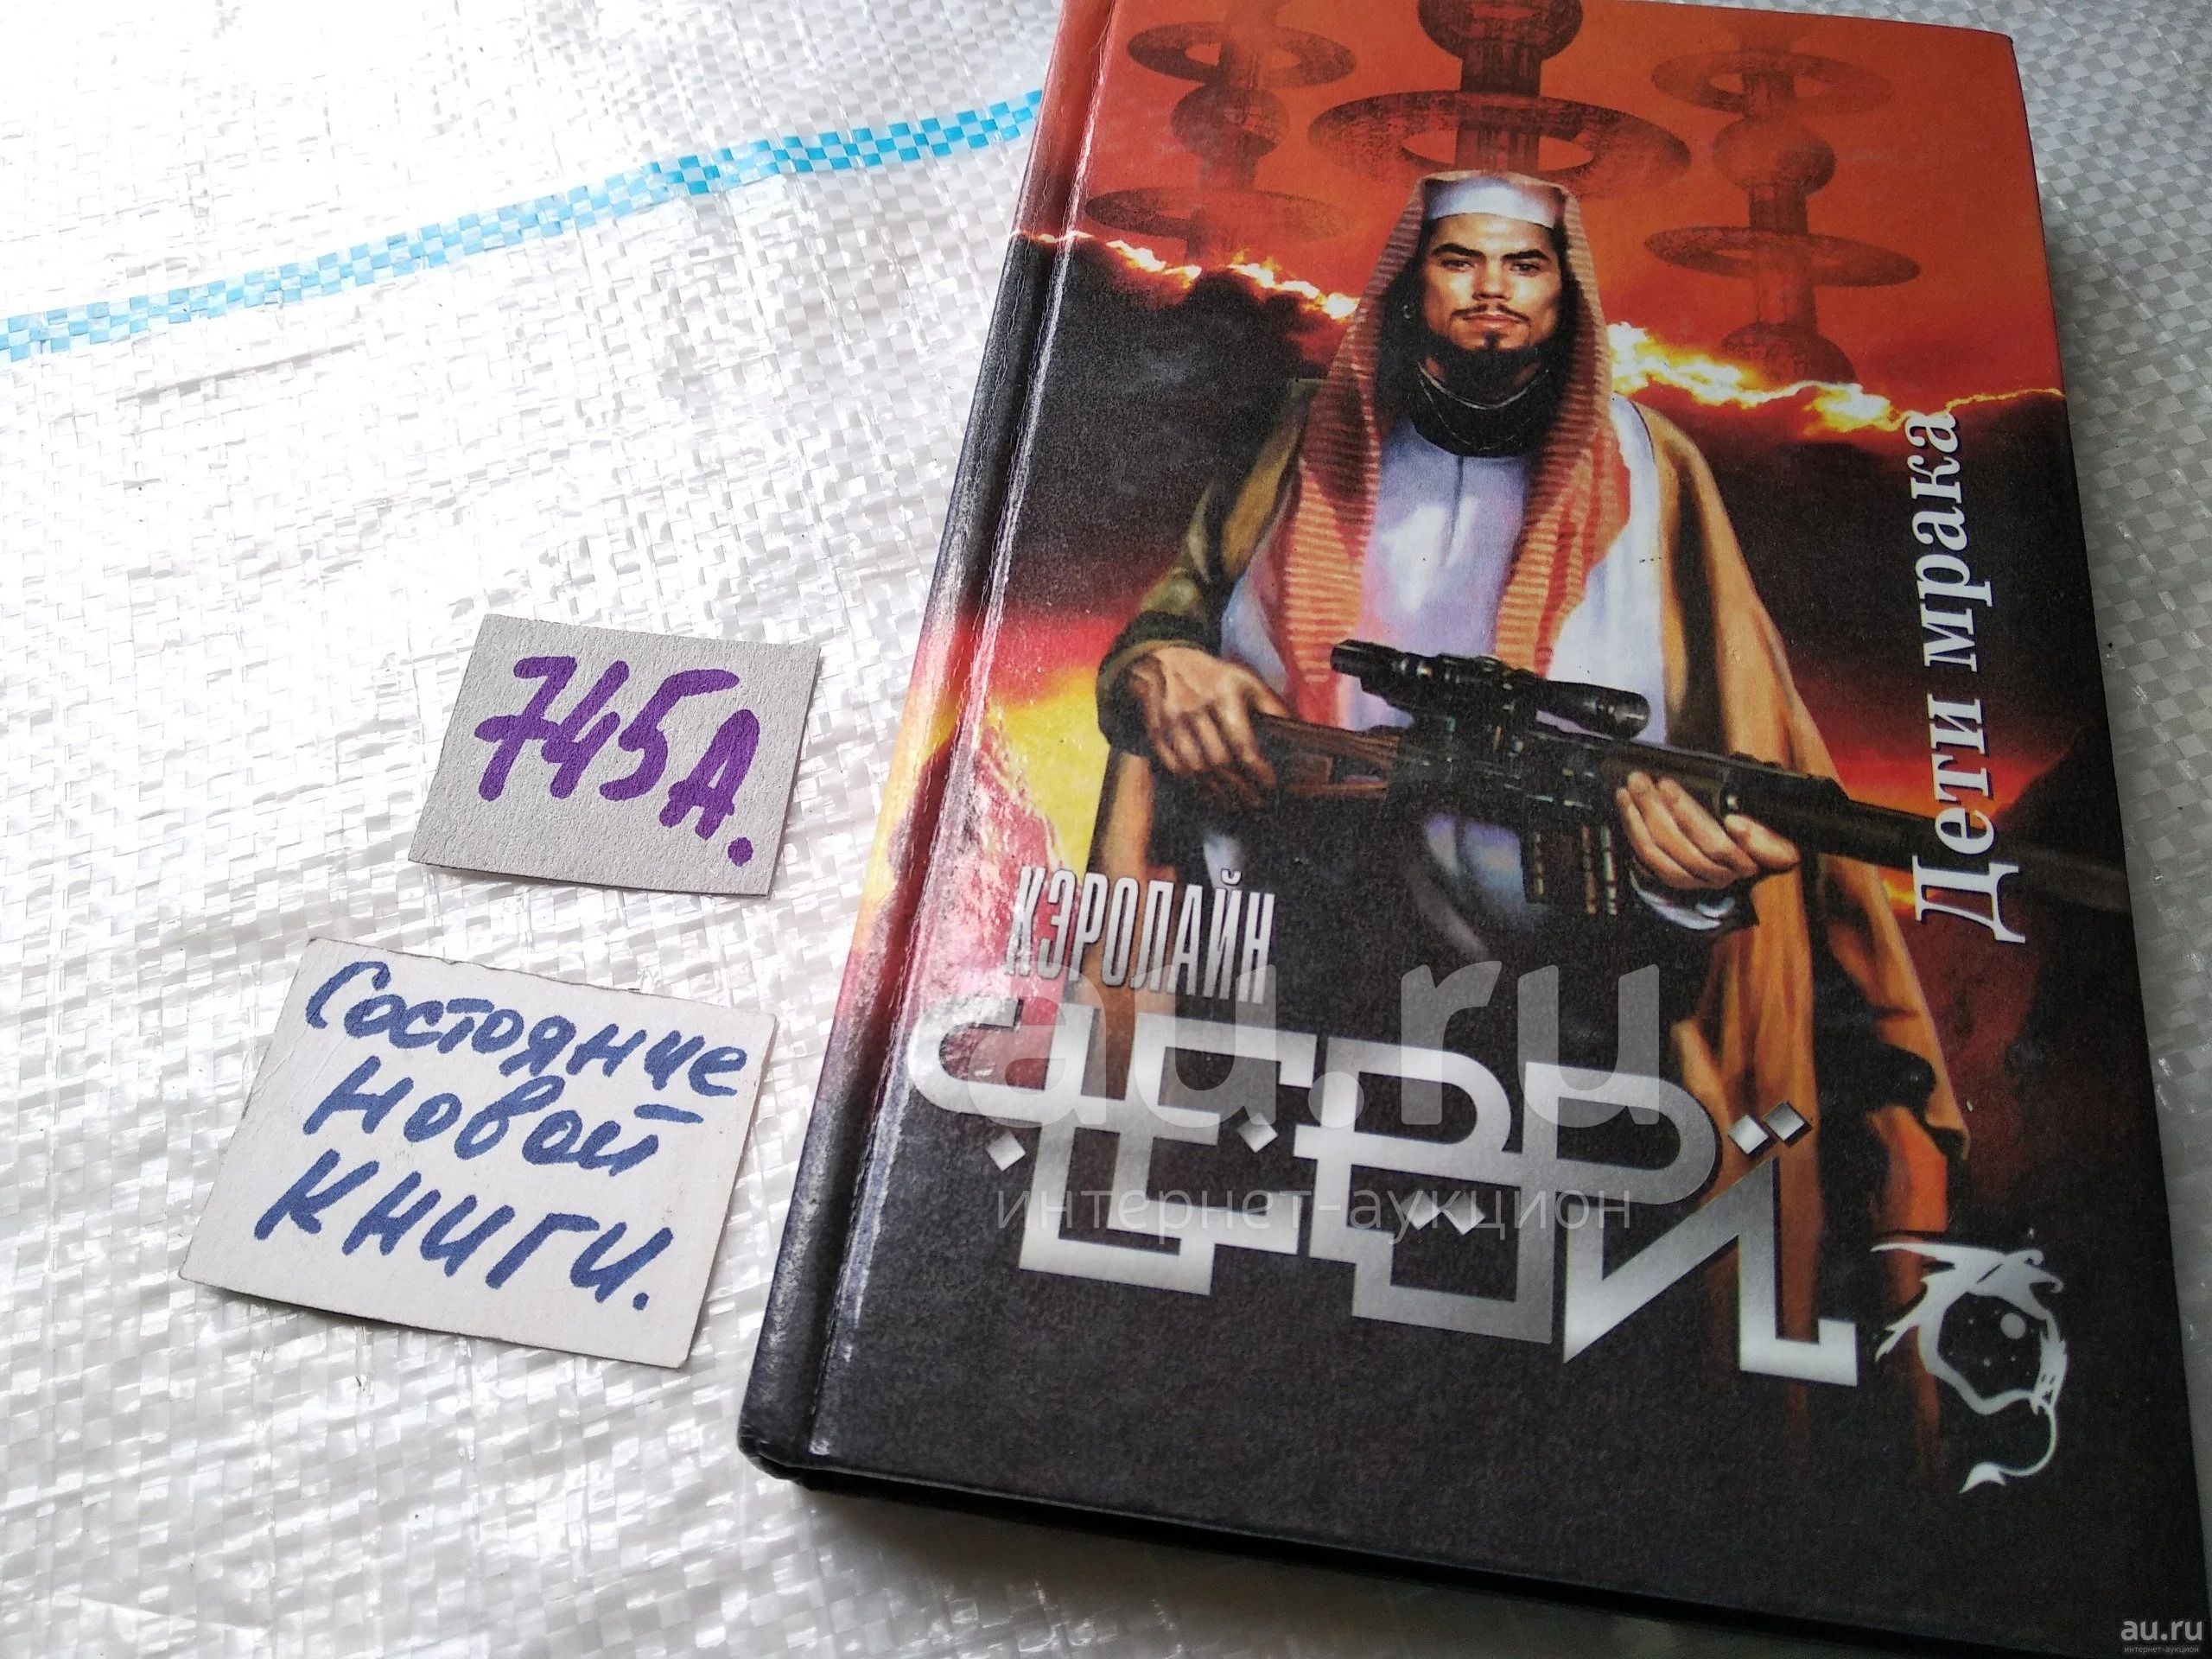 745А.
Состояние
новой
книги.
Дети мрака
КЭРОЛАЙН
ЧЕРРИ
au.ru
интернет-аукцион
au.ru
интернет-аукцион